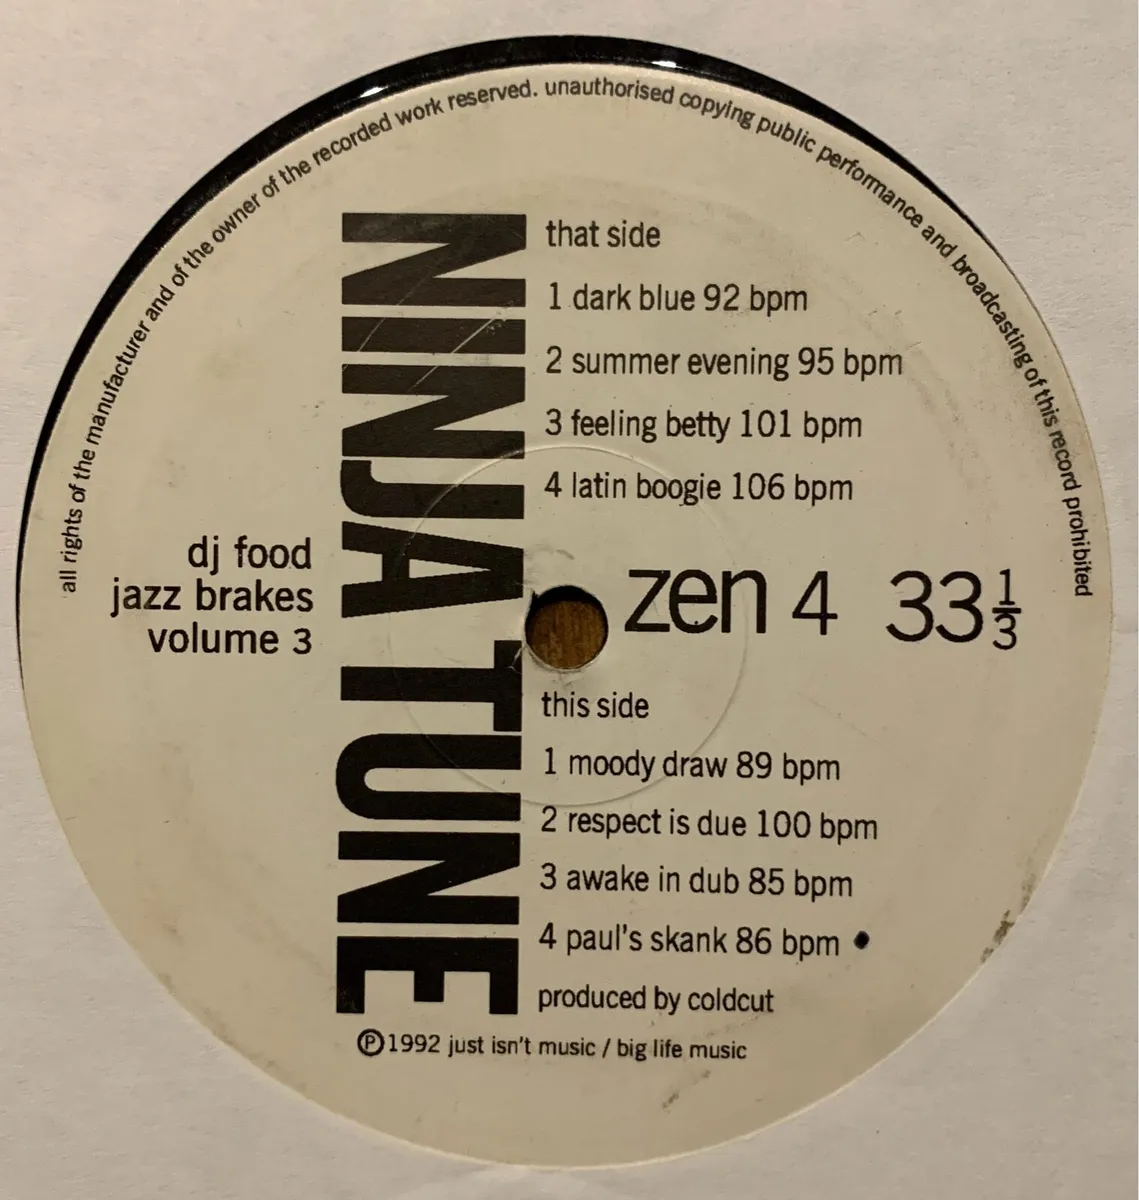 all rights of the manufacturer and of the owner of the recorded work reserved. unauthorised copying public performance and broadcasting of this record prohibited
NINJA TUNE
dj food
jazz brakes
volume 3
that side
1 dark blue 92 bpm
2 summer evening 95 bpm
3 feeling betty 101 bpm
4 latin boogie 106 bpm
zen 4 33 1/3
this side
1 moody draw 89 bpm
2 respect is due 100 bpm
3 awake in dub 85 bpm
4 paul's skank 86 bpm
produced by coldcut
℗1992 just isn't music / big life music